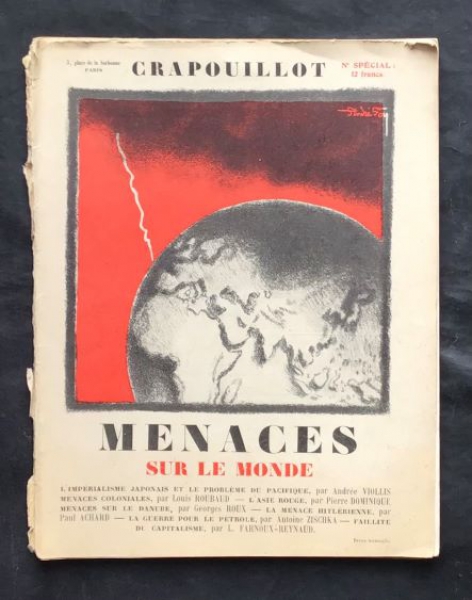 3, place de la Sorbonne
PARIS
CRAPOUILLOT
N° SPÉCIAL :
12 francs
MENACES
SUR LE MONDE
L'IMPÉRIALISME JAPONAIS ET LE PROBLÈME DU PACIFIQUE, par Andrée VIOLLIS
MENACES COLONIALES, par Louis ROUBAUD — L'ASIE ROUGE, par Pierre DOMINIQUE
MENACES SUR LE DANUBE, par Georges ROUX — LA MENACE HITLÉRIENNE, par
Paul ACHARD — LA GUERRE POUR LE PÉTROLE, par Antoine ZISCHKA — FAILLITE
DU CAPITALISME, par L. FARNOUX-REYNAUD.